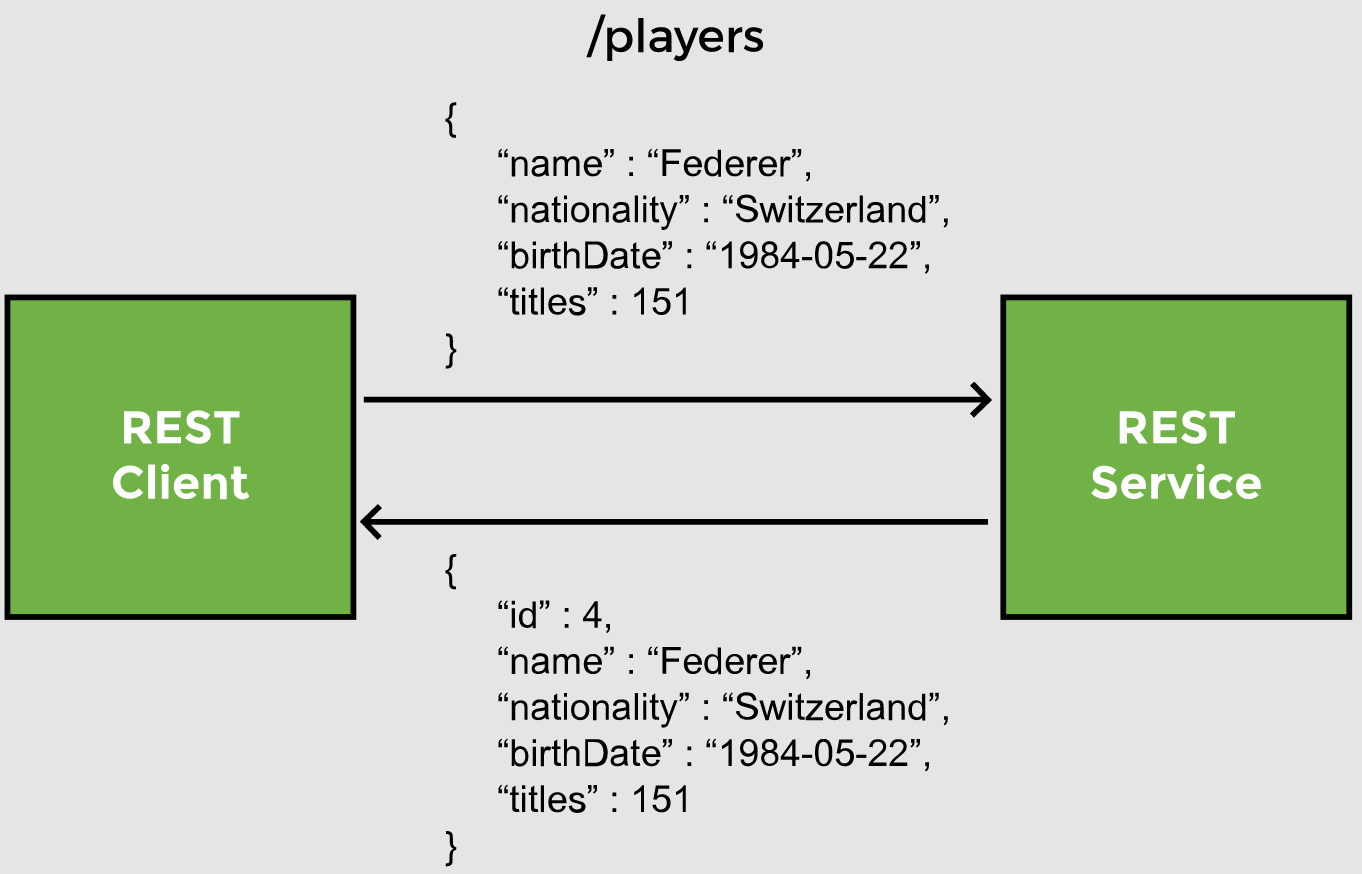 /players
{
“name” : “Federer”,
“nationality” : “Switzerland”,
“birthDate” : “1984-05-22”,
“titles” : 151
}
REST
Client
REST
Service
{
“id” : 4,
“name” : “Federer”,
“nationality” : “Switzerland”,
“birthDate” : “1984-05-22”,
“titles” : 151
}